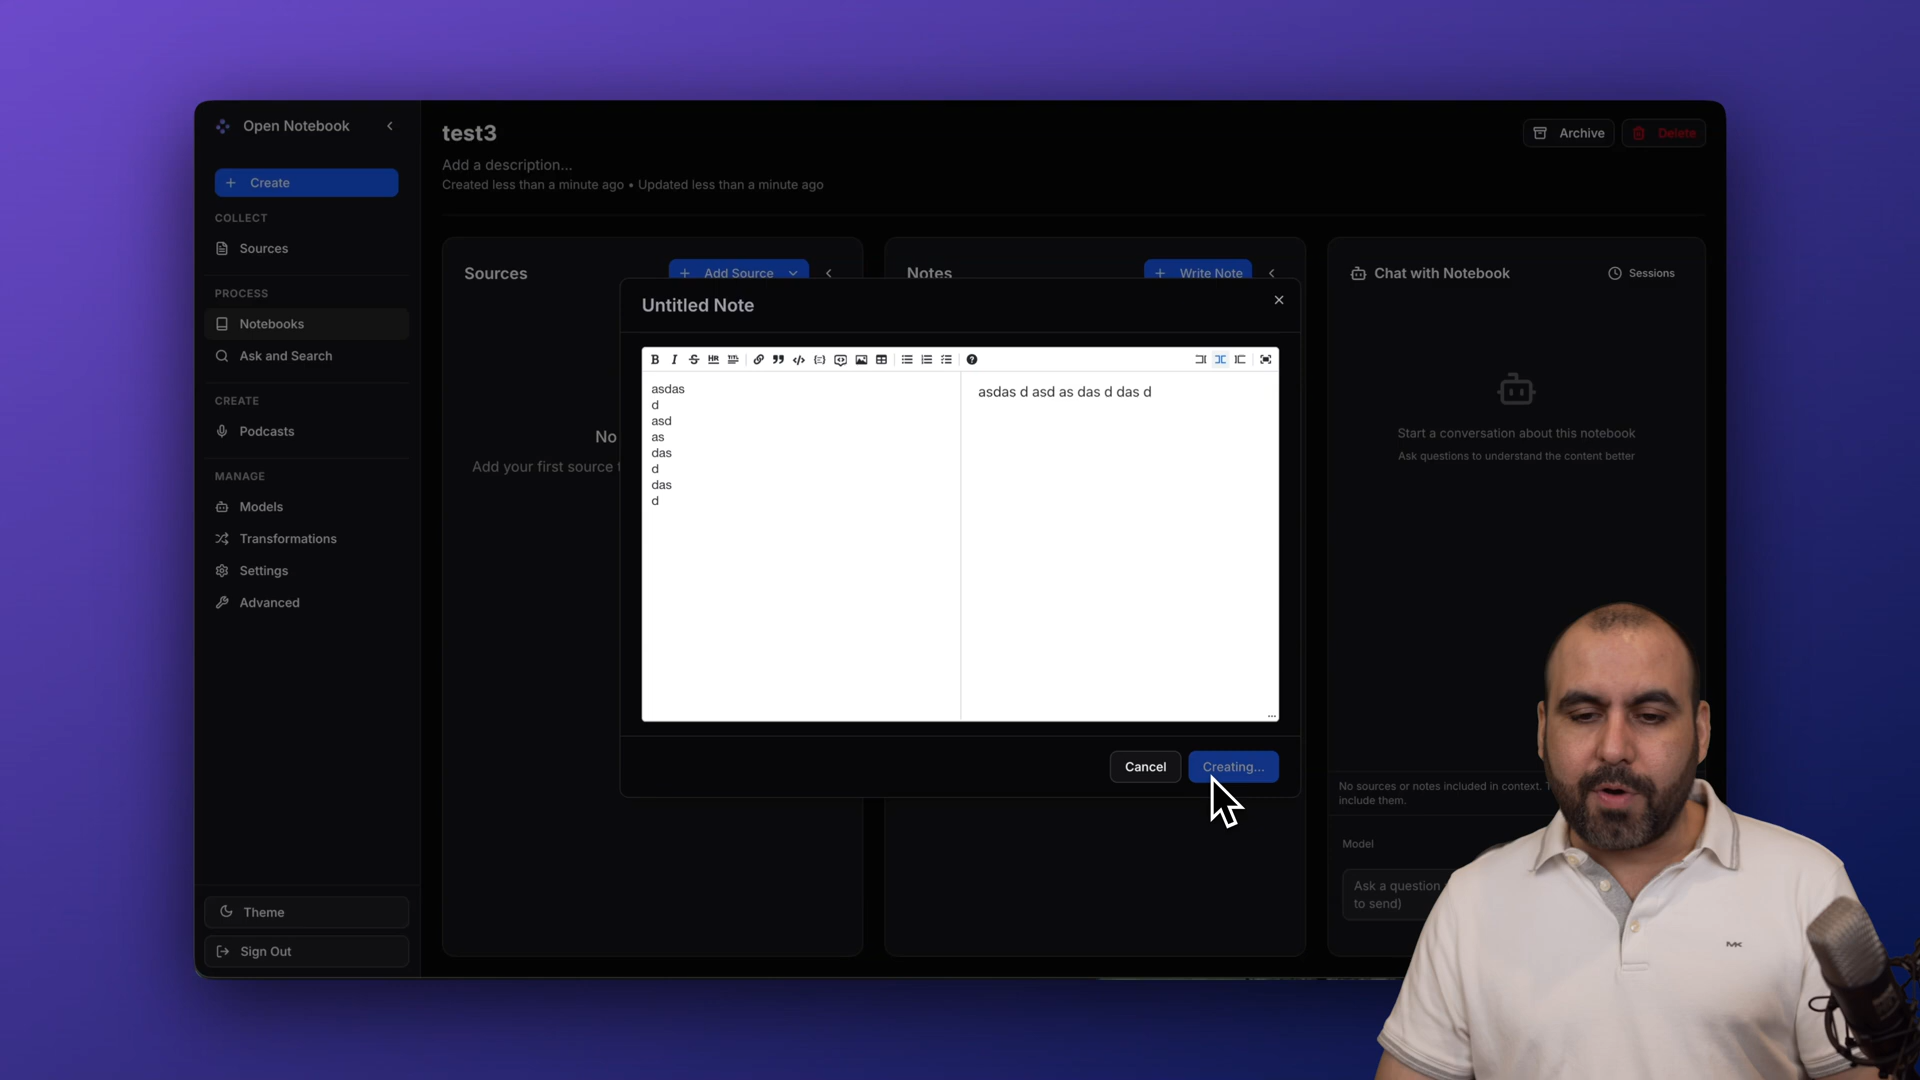 Open Notebook
Create
COLLECT
Sources
PROCESS
Notebooks
Ask and Search
CREATE
Podcasts
MANAGE
Models
Transformations
Settings
Advanced
Theme
Sign Out
test3
Archive
Delete
Add a description...
Created less than a minute ago • Updated less than a minute ago
Sources
Add Source
No
Add your first source
Notes
Write Note
Untitled Note
B I S HR TITL
asdas
d
asd
as
das
d
das
d
asdas d asd as das d das d
Cancel
Creating...
Chat with Notebook
Sessions
Start a conversation about this notebook
Ask questions to understand the content better
No sources or notes included in context.
include them.
Model
Ask a question
to send)
MK